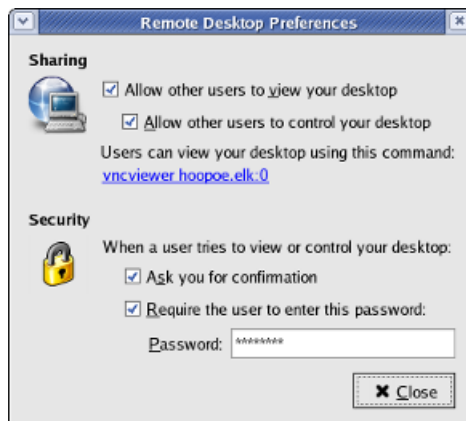 Remote Desktop Preferences
Sharing
Allow other users to view your desktop
Allow other users to control your desktop
Users can view your desktop using this command:
vncviewer hoopoe.elk:0
Security
When a user tries to view or control your desktop:
Ask you for confirmation
Require the user to enter this password:
Password: ********
Close